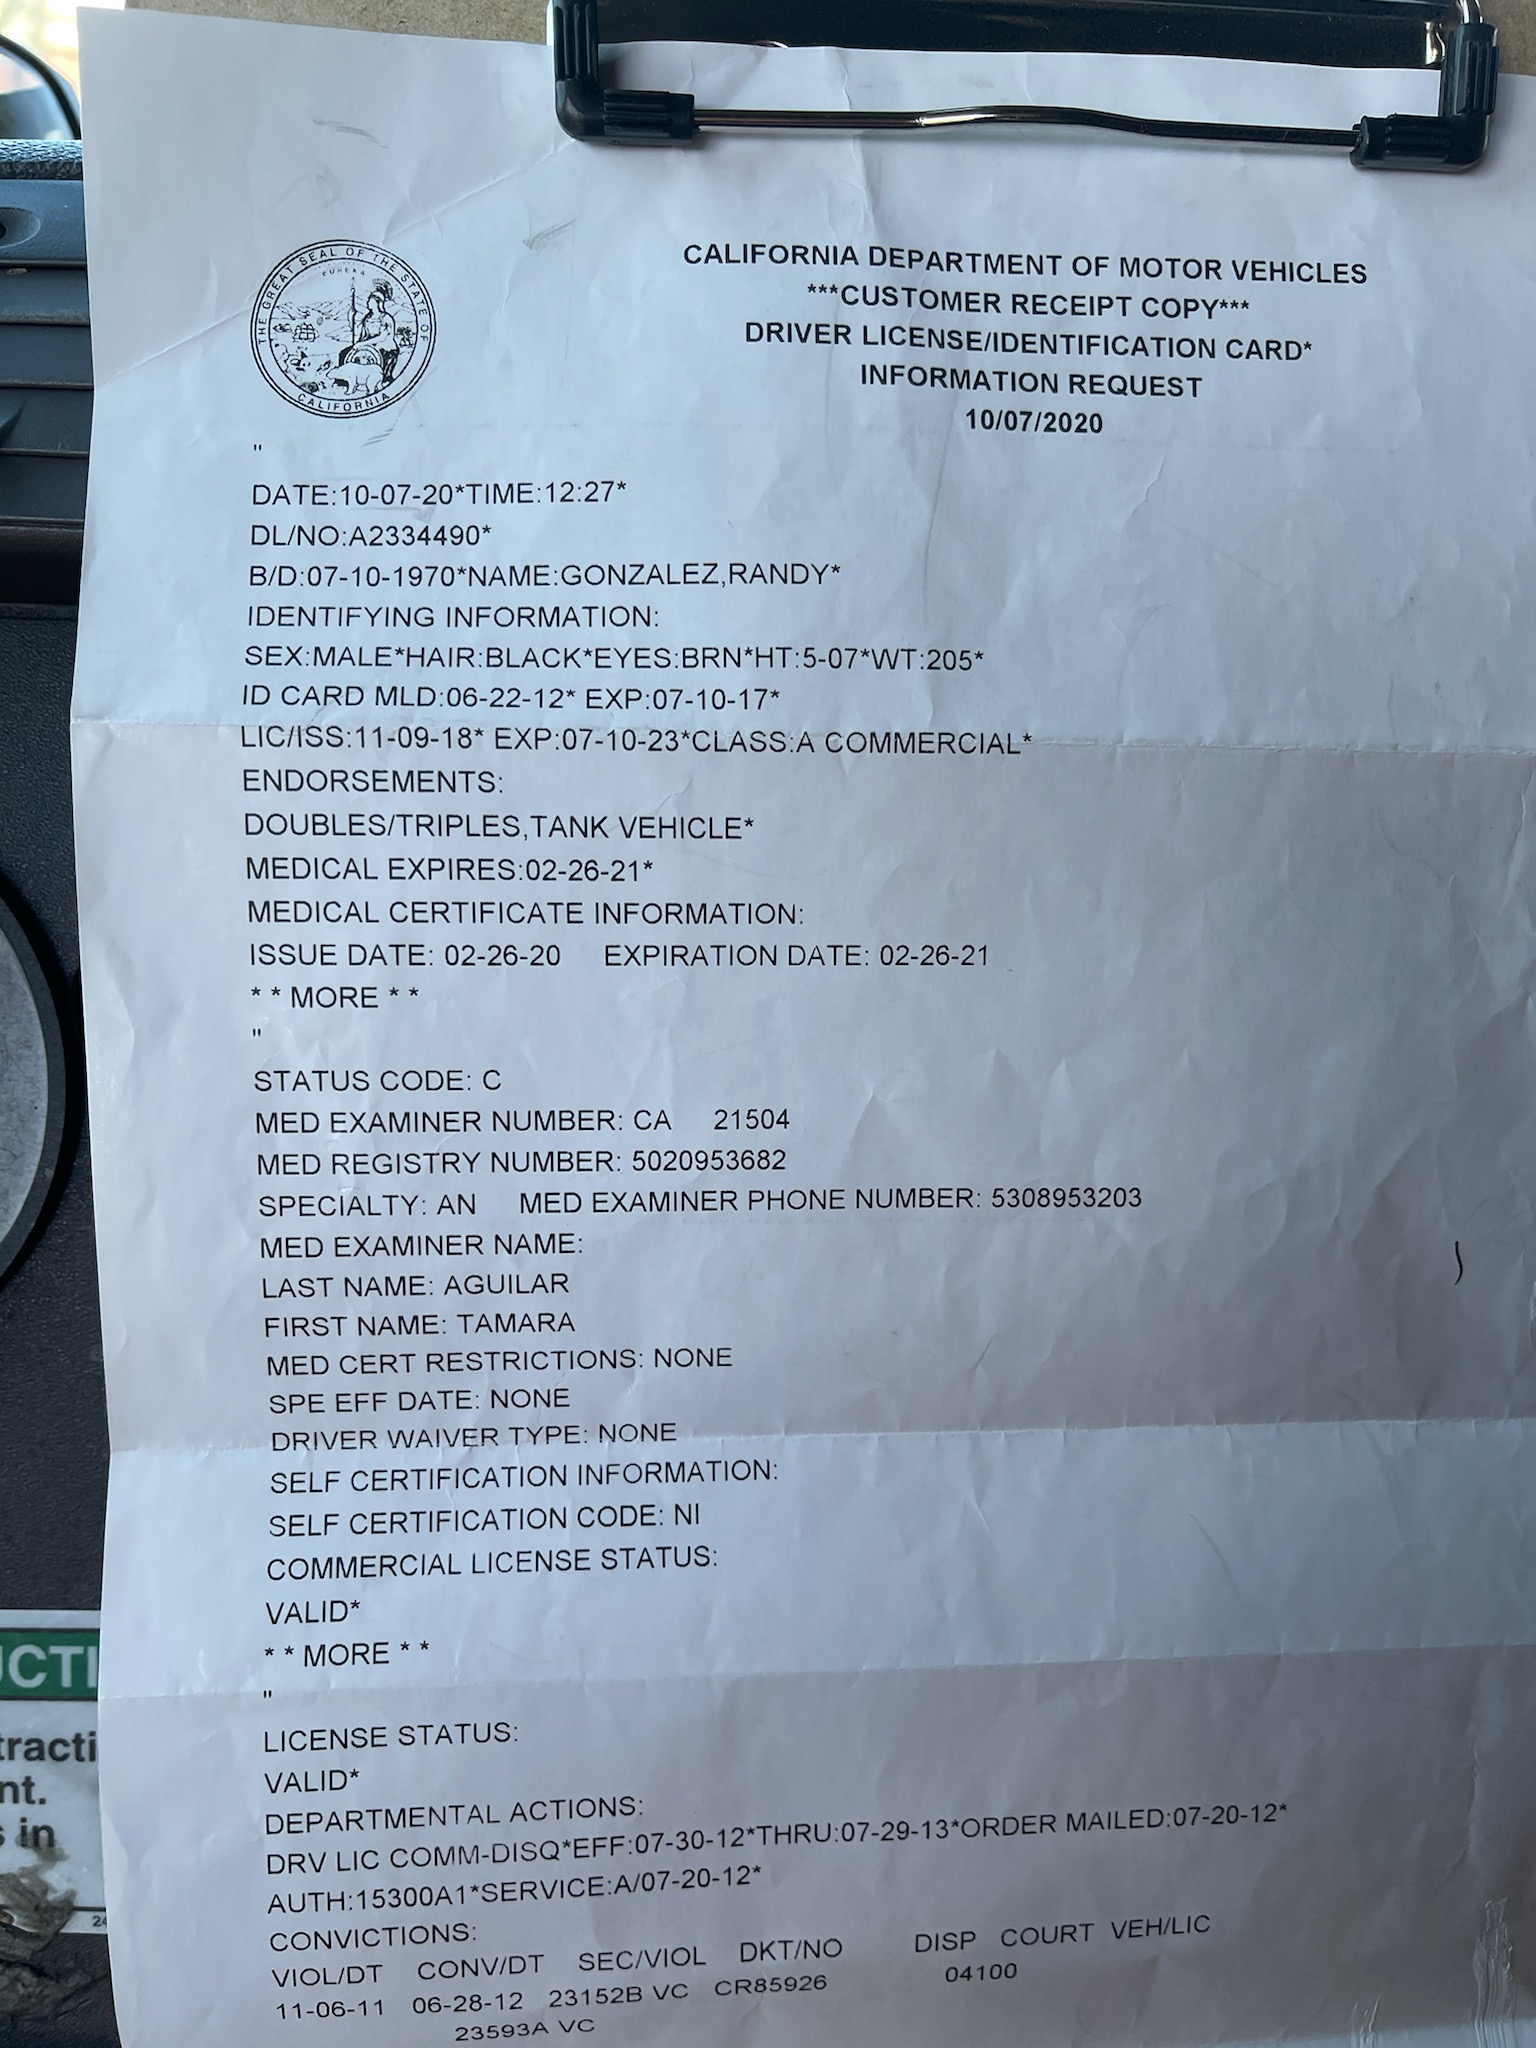 THE GREAT SEAL OF THE STATE OF CALIFORNIA
EUREKA
CALIFORNIA DEPARTMENT OF MOTOR VEHICLES
***CUSTOMER RECEIPT COPY***
DRIVER LICENSE/IDENTIFICATION CARD*
INFORMATION REQUEST
10/07/2020
"
DATE:10-07-20*TIME:12:27*
DL/NO:A2334490*
B/D:07-10-1970*NAME:GONZALEZ,RANDY*
IDENTIFYING INFORMATION:
SEX:MALE*HAIR:BLACK*EYES:BRN*HT:5-07*WT:205*
ID CARD MLD:06-22-12* EXP:07-10-17*
LIC/ISS:11-09-18* EXP:07-10-23*CLASS:A COMMERCIAL*
ENDORSEMENTS:
DOUBLES/TRIPLES,TANK VEHICLE*
MEDICAL EXPIRES:02-26-21*
MEDICAL CERTIFICATE INFORMATION:
ISSUE DATE: 02-26-20 EXPIRATION DATE: 02-26-21
* * MORE * *
"
STATUS CODE: C
MED EXAMINER NUMBER: CA 21504
MED REGISTRY NUMBER: 5020953682
SPECIALTY: AN MED EXAMINER PHONE NUMBER: 5308953203
MED EXAMINER NAME:
LAST NAME: AGUILAR
FIRST NAME: TAMARA
MED CERT RESTRICTIONS: NONE
SPE EFF DATE: NONE
DRIVER WAIVER TYPE: NONE
SELF CERTIFICATION INFORMATION:
SELF CERTIFICATION CODE: NI
COMMERCIAL LICENSE STATUS:
VALID*
* * MORE * *
"
LICENSE STATUS:
VALID*
DEPARTMENTAL ACTIONS:
DRV LIC COMM-DISQ*EFF:07-30-12*THRU:07-29-13*ORDER MAILED:07-20-12*
AUTH:15300A1*SERVICE:A/07-20-12*
CONVICTIONS:
VIOL/DT CONV/DT SEC/VIOL DKT/NO DISP COURT VEH/LIC
11-06-11 06-28-12 23152B VC CR85926 04100
23593A VC
UCTI
tracti
nt.
s in
24